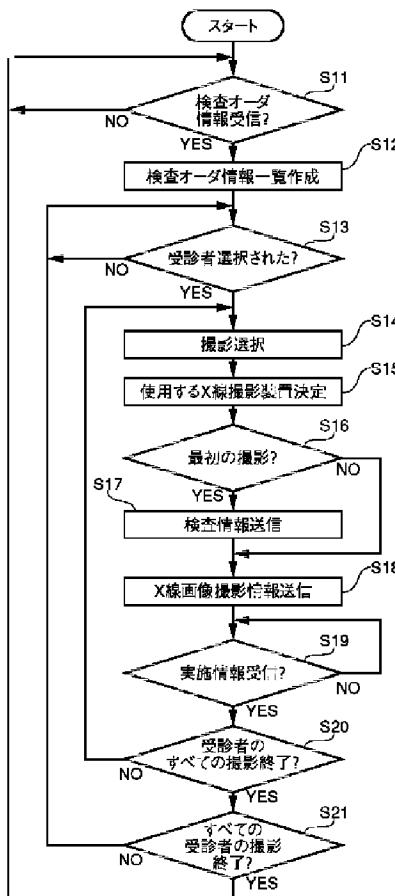 スタート
S11
検査オーダ
情報受信?
NO
YES
S12
検査オーダ情報一覧作成
S13
受診者選択された?
NO
YES
S14
撮影選択
S15
使用するX線撮影装置決定
S16
最初の撮影?
NO
S17
YES
検査情報送信
S18
X線画像撮影情報送信
S19
実施情報受信?
NO
YES
S20
受診者の
すべての撮影終了?
NO
YES
S21
すべての
受診者の撮影
終了?
NO
YES